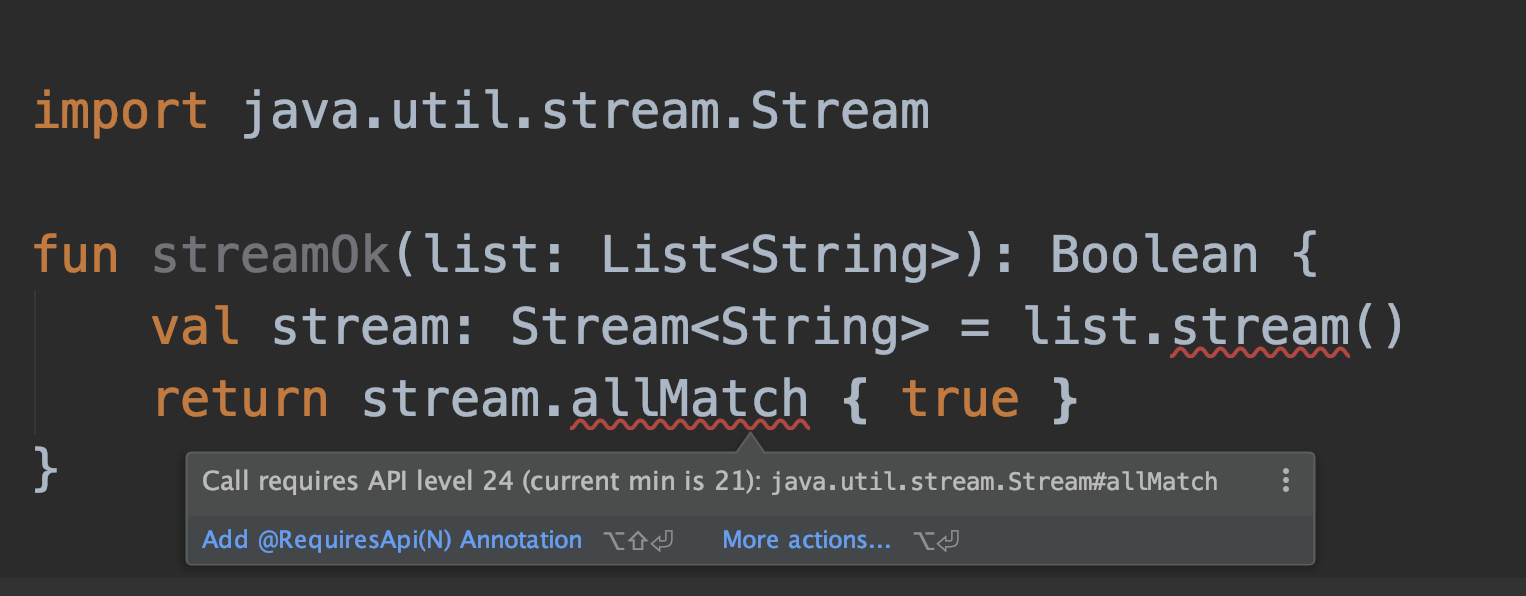 import java.util.stream.Stream
fun streamOk(list: List<String>): Boolean {
    val stream: Stream<String> = list.stream()
    return stream.allMatch { true }
}
Call requires API level 24 (current min is 21): java.util.stream.Stream#allMatch
Add @RequiresApi(N) Annotation ⌥⇧⏎ More actions... ⌥⏎